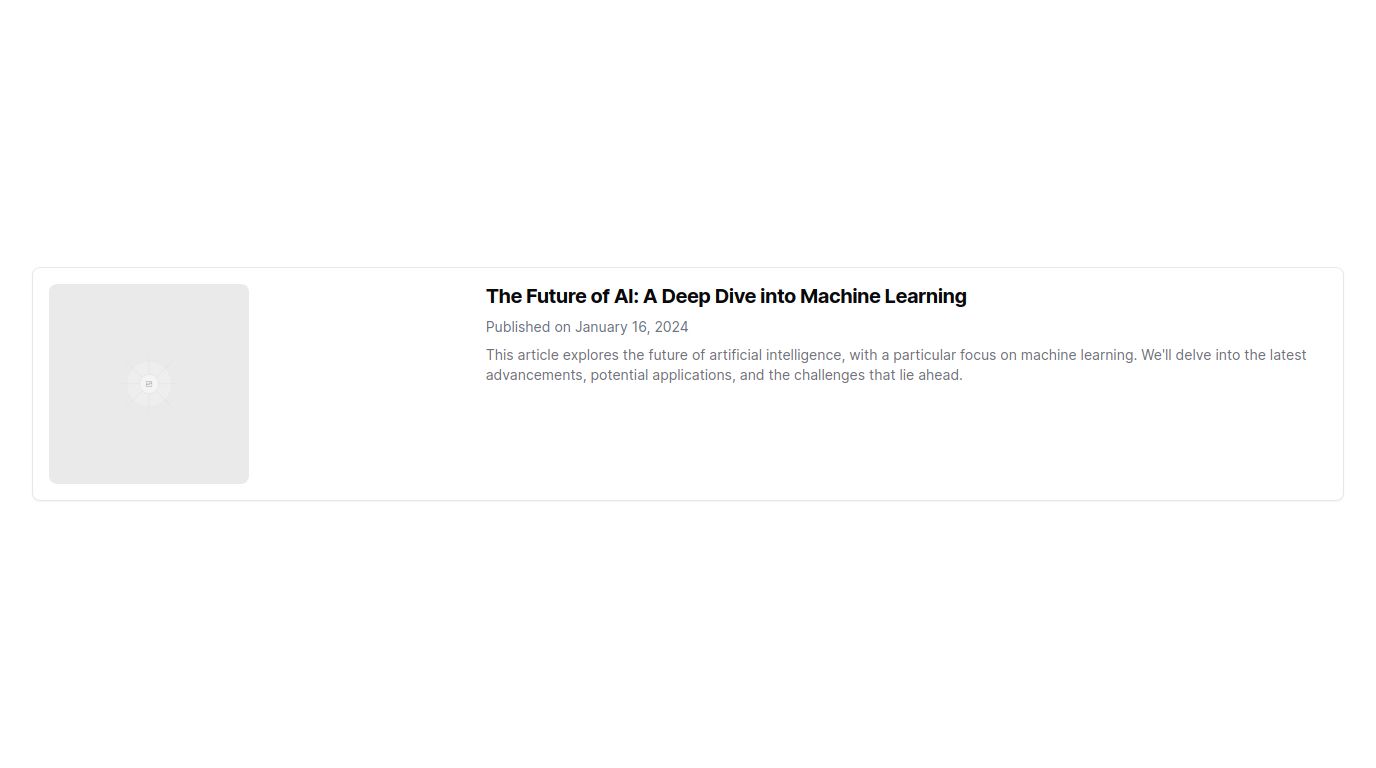 The Future of AI: A Deep Dive into Machine Learning
Published on January 16, 2024
This article explores the future of artificial intelligence, with a particular focus on machine learning. We'll delve into the latest
advancements, potential applications, and the challenges that lie ahead.